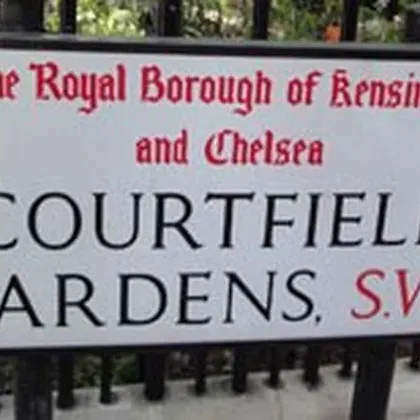 he Royal Borough of Kensin
and Chelsea
COURTFIEL
ARDENS, S.W